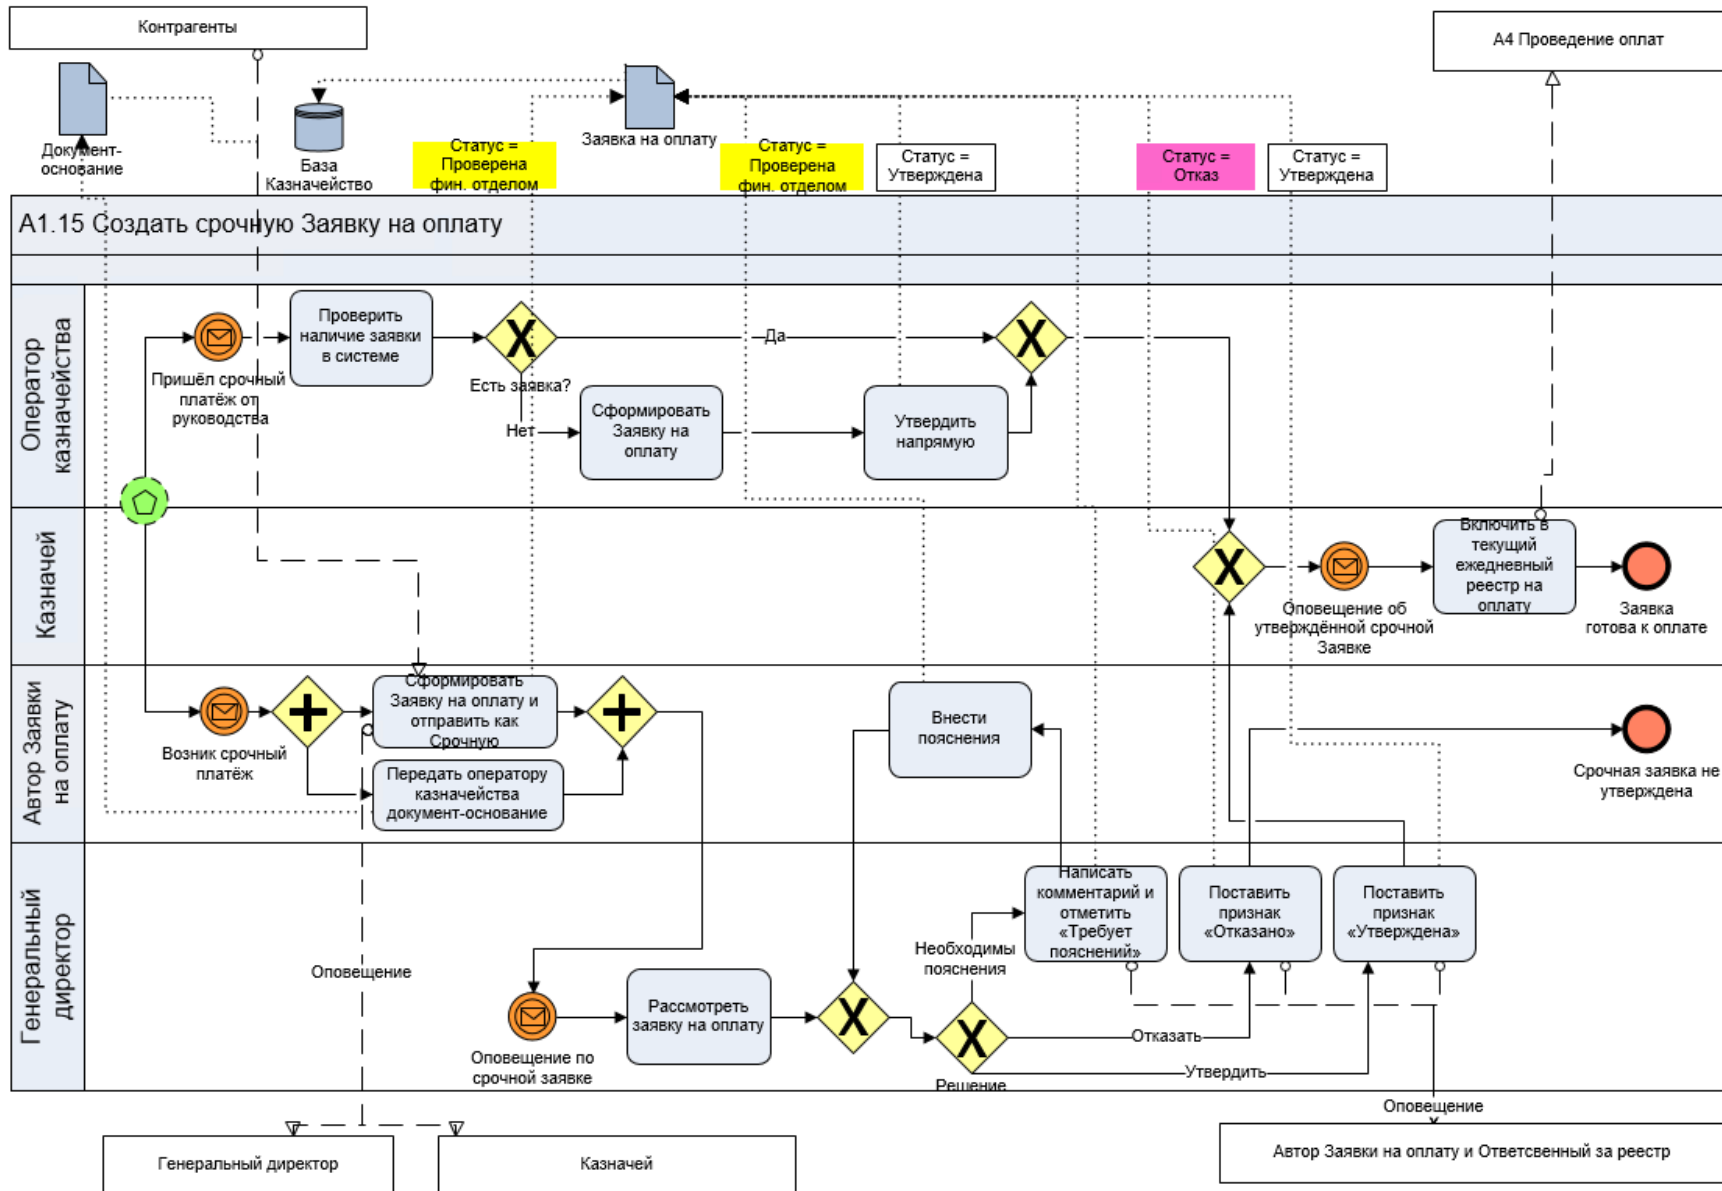 Контрагенты
А4 Проведение оплат
Документ-
основание
База
Казначейство
Заявка на оплату
Статус =
Проверена
фин. отделом
Статус =
Проверена
фин. отделом
Статус =
Утверждена
Статус =
Отказ
Статус =
Утверждена
А1.15 Создать срочную Заявку на оплату
Оператор
казначейства
Пришёл срочный
платёж от
руководства
Проверить
наличие заявки
в системе
Есть заявка?
Да
Нет
Сформировать
Заявку на
оплату
Утвердить
напрямую
Казначей
Оповещение об
утверждённой срочной
Заявке
Включить в
текущий
ежедневный
реестр на
оплату
Заявка
готова к оплате
Автор Заявки
на оплату
Возник срочный
платёж
Сформировать
Заявку на оплату и
отправить как
Срочную
Передать оператору
казначейства
документ-основание
Внести
пояснения
Срочная заявка не
утверждена
Генеральный
директор
Оповещение
Оповещение по
срочной заявке
Рассмотреть
заявку на оплату
Решение
Необходимы
пояснения
Отказать
Утвердить
Написать
комментарий и
отметить
«Требует
пояснений»
Поставить
признак
«Отказано»
Поставить
признак
«Утверждена»
Оповещение
Генеральный директор
Казначей
Автор Заявки на оплату и Ответсвенный за реестр